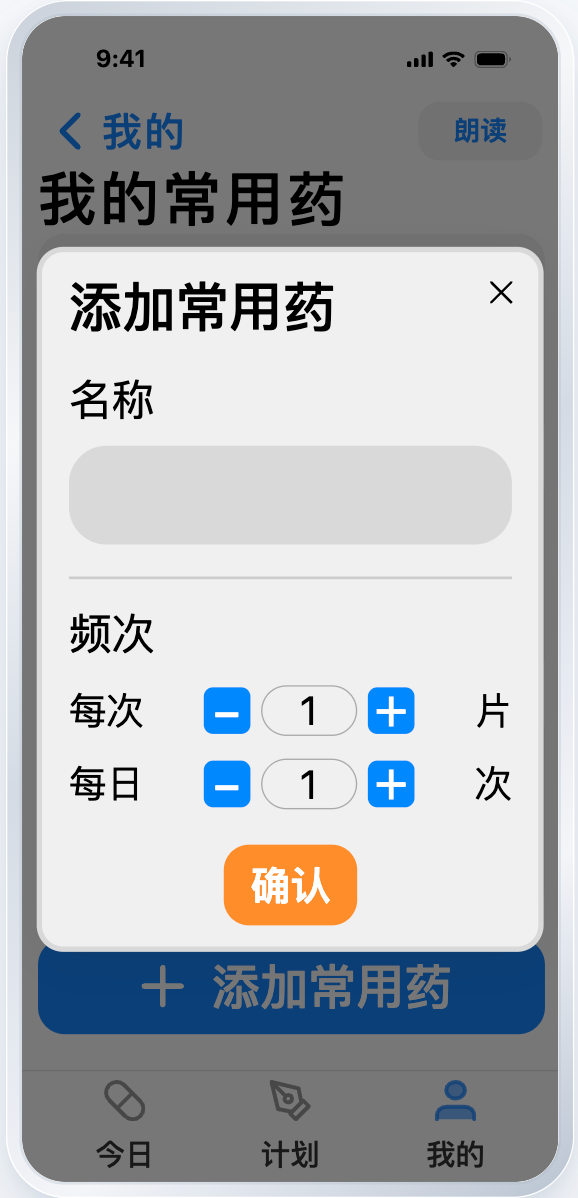 9:41
我的
朗读
我的常用药
添加常用药
名称
频次
每次 1 片
每日 1 次
确认
添加常用药
今日 计划 我的